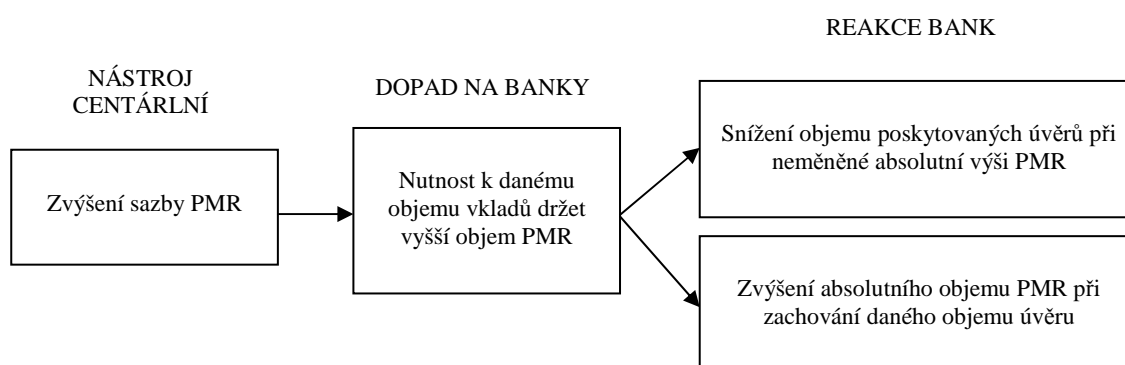 REAKCE BANK
NÁSTROJ
CENTÁRLNÍ
DOPAD NA BANKY
Snížení objemu poskytovaných úvěrů při
neměněné absolutní výši PMR
Zvýšení sazby PMR
Nutnost k danému
objemu vkladů držet
vyšší objem PMR
Zvýšení absolutního objemu PMR při
zachování daného objemu úvěru